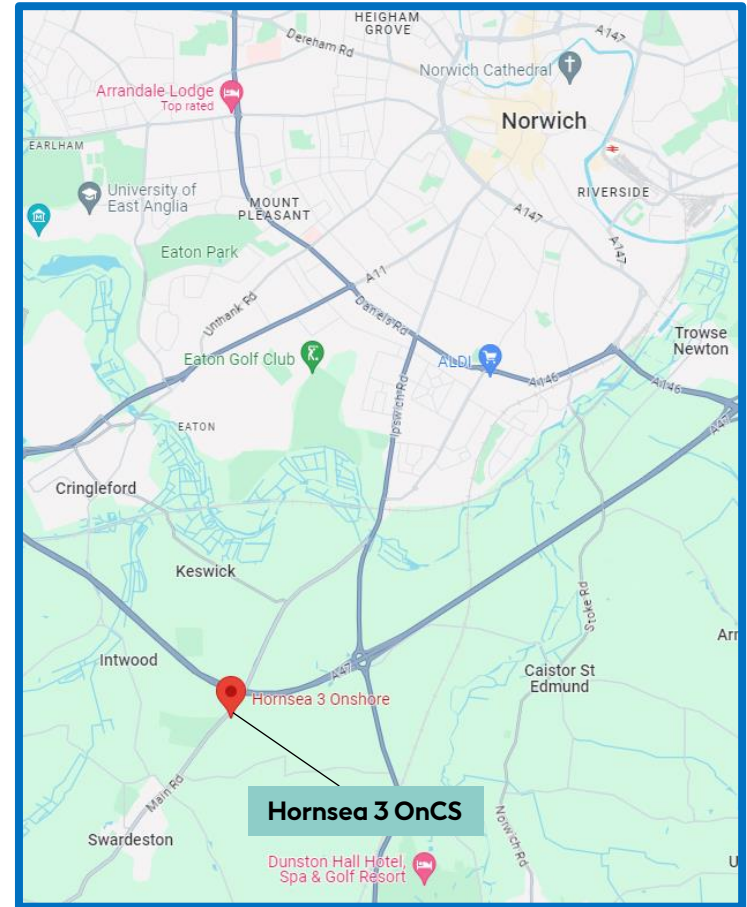 HEIGHAM
GROVE
Dereham Rd
A147
Norwich Cathedral
Arrandale Lodge
Top rated
Norwich
EARLHAM
University of
East Anglia
MOUNT
PLEASANT
RIVERSIDE
A147
A147
Eaton Park
A11
Unthank Rd
Daniels Rd
Trowse
Newton
Eaton Golf Club
ALDI
A146
A146
Ipswich Rd
A47
EATON
Cringleford
Keswick
Stoke Rd
Arr
Intwood
A47
Caistor St
Edmund
Hornsea 3 Onshore
Main Rd
Hornsea 3 OnCS
Norwich Rd
Swardeston
Dunston Hall Hotel,
Spa & Golf Resort
U